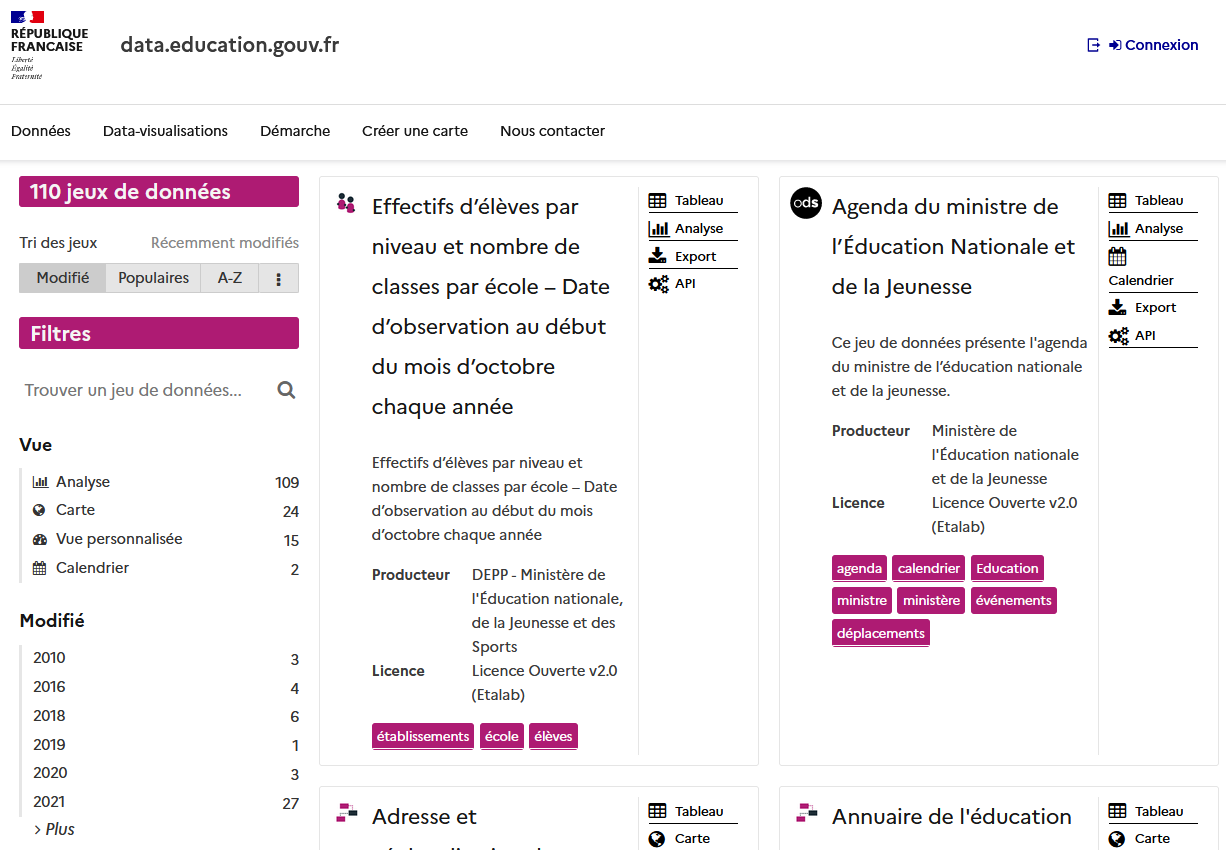 RÉPUBLIQUE
FRANÇAISE
Liberté
Égalité
Fraternité
data.education.gouv.fr
Connexion
Données
Data-visualisations
Démarche
Créer une carte
Nous contacter
110 jeux de données
Tri des jeux
Récemment modifiés
Modifié
Populaires
A-Z
Filtres
Trouver un jeu de données...
Vue
Analyse 109
Carte 24
Vue personnalisée 15
Calendrier 2
Modifié
2010 3
2016 4
2018 6
2019 1
2020 3
2021 27
> Plus
Effectifs d’élèves par
niveau et nombre de
classes par école – Date
d’observation au début
du mois d’octobre
chaque année
Effectifs d’élèves par niveau et
nombre de classes par école – Date
d’observation au début du mois
d’octobre chaque année
Producteur DEPP - Ministère de
l'Éducation nationale,
de la Jeunesse et des
Sports
Licence Licence Ouverte v2.0
(Etalab)
établissements école élèves
Tableau
Analyse
Export
API
ods
Agenda du ministre de
l’Éducation Nationale et
de la Jeunesse
Ce jeu de données présente l'agenda
du ministre de l’éducation nationale
et de la jeunesse.
Producteur Ministère de
l'Éducation nationale
et de la Jeunesse
Licence Licence Ouverte v2.0
(Etalab)
agenda calendrier Education
ministre ministère événements
déplacements
Tableau
Analyse
Calendrier
Export
API
Adresse et
Tableau
Carte
Annuaire de l'éducation
Tableau
Carte